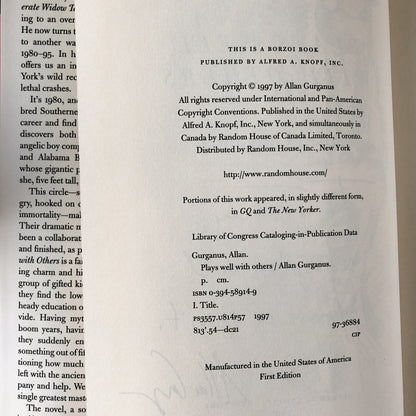 erate Widow T
ing to an over
He now turns t
to another wa
1980-95. In h
offers us an in
York's wild rec
lethal crashes.
It's 1980, and
bred Southerne
career and find
discovers both
angelic boy comp
and Alabama B
whose gigantic p
she, five feet tall,
This circle—s
gry, hooked on c
immortality—mak
Their dramatic m
been a collaborat
and finished, as p
with Others is a fa
ing charm and hi
group of gifted kid
they find the low
heady education o
vide. Having myt
boom years, havin
they suddenly en
something out of fif
left with the ancien
pany and help. We
single greatest mast
The novel, a so
THIS IS A BORZOI BOOK
PUBLISHED BY ALFRED A. KNOPF, INC.
Copyright © 1997 by Allan Gurganus
All rights reserved under International and Pan-American
Copyright Conventions. Published in the United States by
Alfred A. Knopf, Inc., New York, and simultaneously in
Canada by Random House of Canada Limited, Toronto.
Distributed by Random House, Inc., New York
http://www.randomhouse.com/
Portions of this work appeared, in slightly different form,
in GQ and The New Yorker.
Library of Congress Cataloging-in-Publication Data
Gurganus, Allan.
Plays well with others / Allan Gurganus.
p. cm.
ISBN 0-394-58914-9
I. Title.
PS3557.U814P57 1997
813'.54—dc21 97-36884
CIP
Manufactured in the United States of America
First Edition